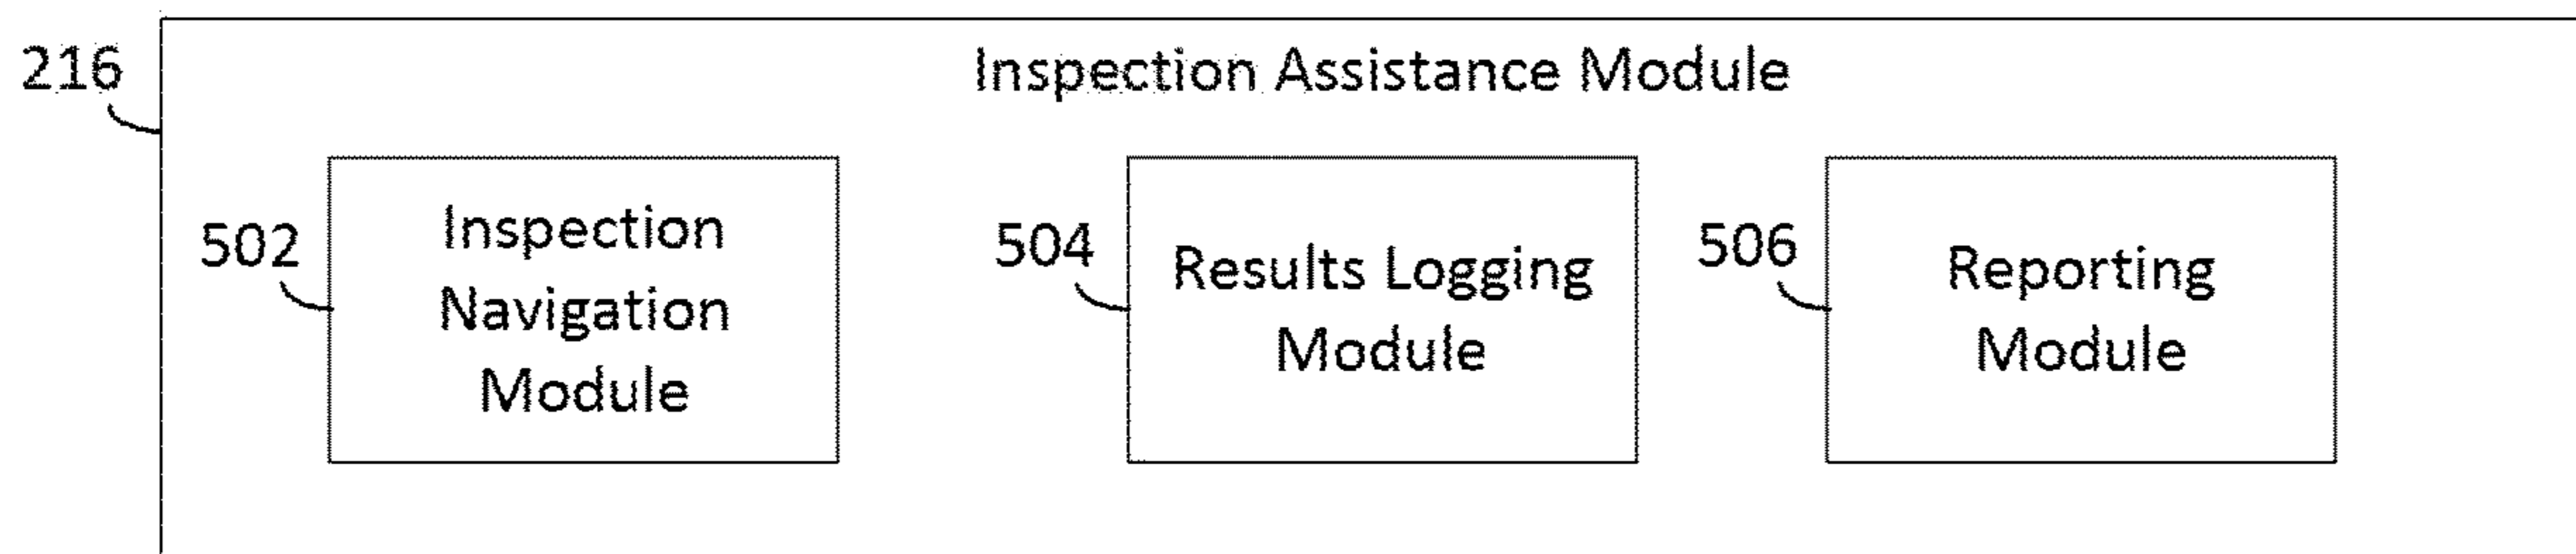 216
Inspection Assistance Module
502
Inspection
Navigation
Module
504
Results Logging
Module
506
Reporting
Module